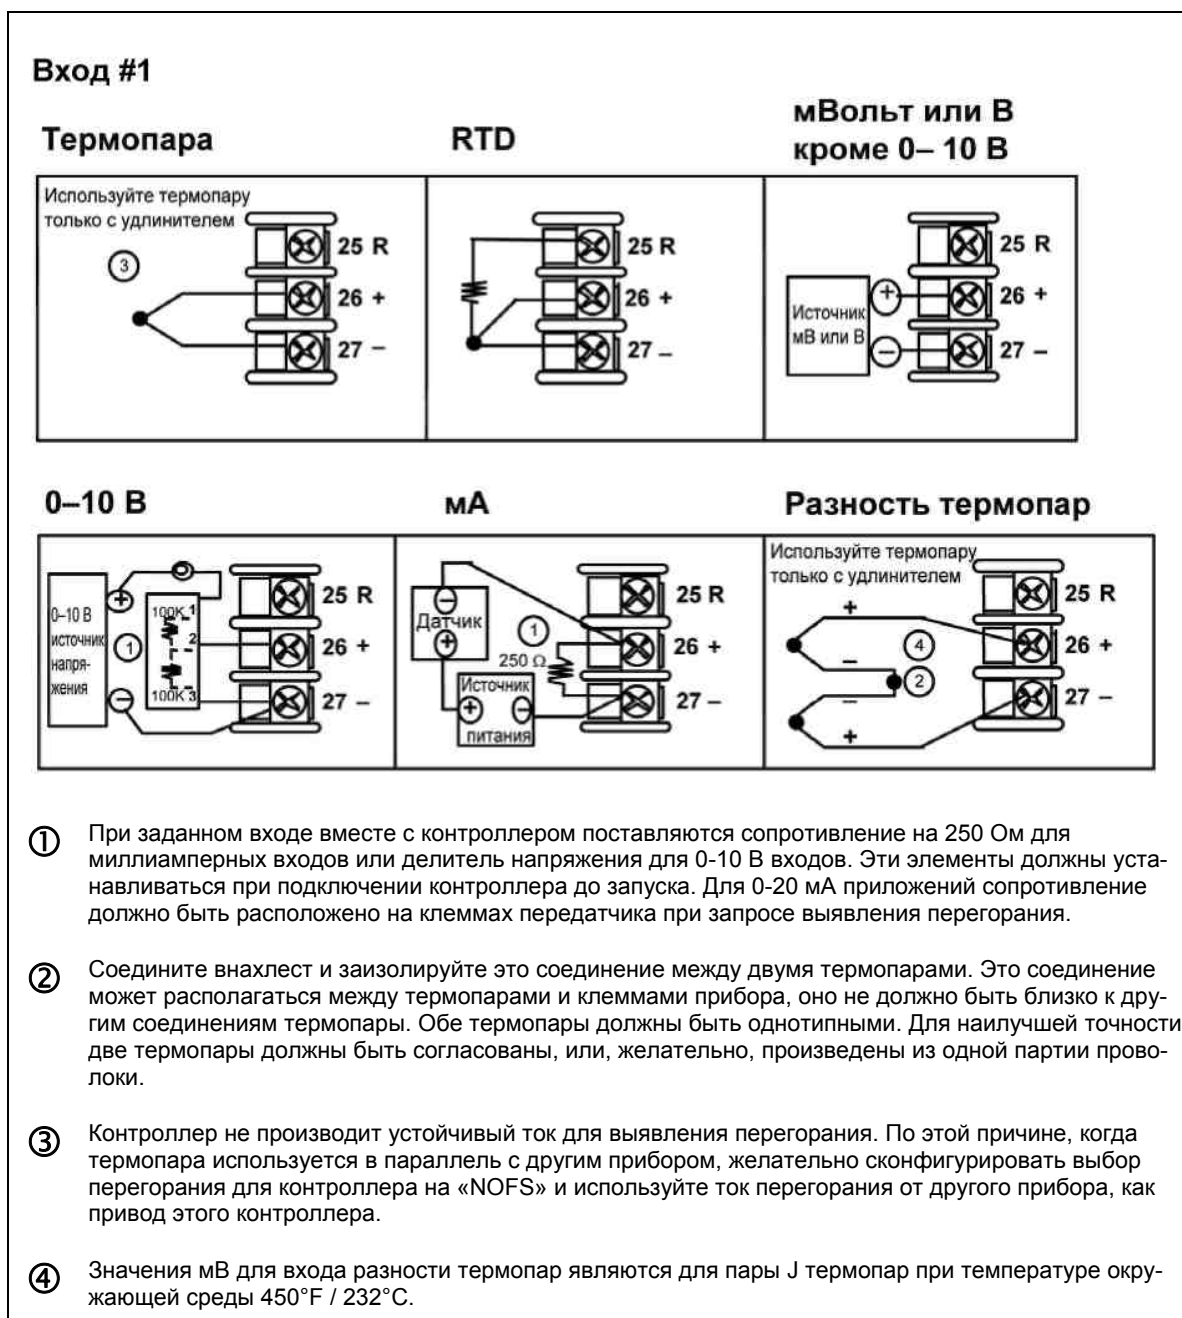 Вход #1
Термопара
RTD
мВольт или В
кроме 0– 10 В
Используйте термопару
только с удлинителем
3
25 R
26 +
27 –
25 R
26 +
27 –
Источник
мВ или В
+
–
25 R
26 +
27 –
0–10 В
мА
Разность термопар
0–10 В
источник
напря-
жения
+
–
1
100K 1
2
100K 3
25 R
26 +
27 –
–
Датчик
+
1
250 Ω
Источник
+ –
питания
25 R
26 +
27 –
Используйте термопару
только с удлинителем
+
–
4
2
–
+
25 R
26 +
27 –
① При заданном входе вместе с контроллером поставляются сопротивление на 250 Ом для
миллиамперных входов или делитель напряжения для 0-10 В входов. Эти элементы должны уста-
навливаться при подключении контроллера до запуска. Для 0-20 мА приложений сопротивление
должно быть расположено на клеммах передатчика при запросе выявления перегорания.
② Соедините внахлест и заизолируйте это соединение между двумя термопарами. Это соединение
может располагаться между термопарами и клеммами прибора, оно не должно быть близко к дру-
гим соединениям термопары. Обе термопары должны быть однотипными. Для наилучшей точности
две термопары должны быть согласованы, или, желательно, произведены из одной партии прово-
локи.
③ Контроллер не производит устойчивый ток для выявления перегорания. По этой причине, когда
термопара используется в параллель с другим прибором, желательно сконфигурировать выбор
перегорания для контроллера на «NOFS» и используйте ток перегорания от другого прибора, как
привод этого контроллера.
④ Значения мВ для входа разности термопар являются для пары J термопар при температуре окру-
жающей среды 450°F / 232°C.